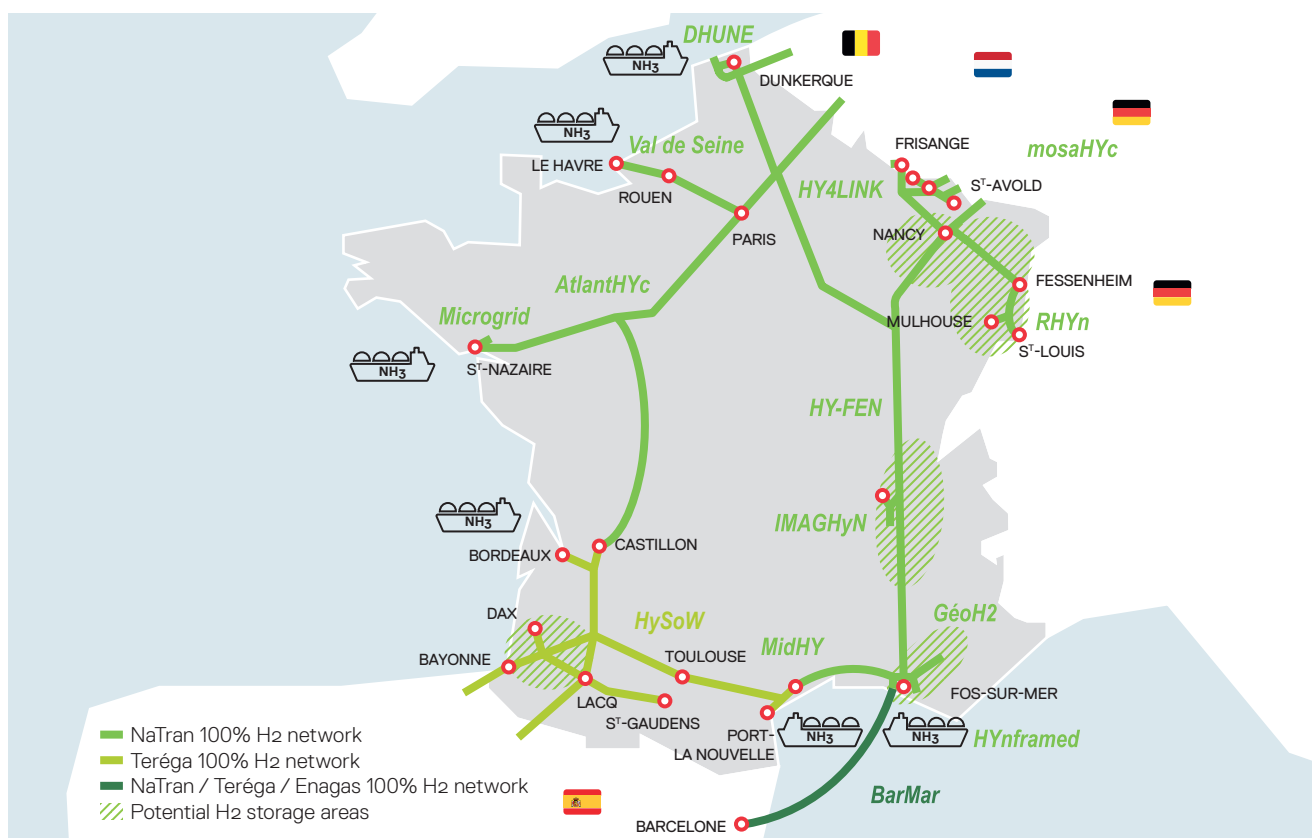 DHUNE
NH3
DUNKERQUE
NH3
Val de Seine
LE HAVRE
ROUEN
PARIS
FRISANGE
mosaHYc
Sᵀ-AVOLD
HY4LINK
NANCY
FESSENHEIM
MULHOUSE
RHYn
Sᵀ-LOUIS
AtlantHYc
Microgrid
NH3
Sᵀ-NAZAIRE
HY-FEN
IMAGHyN
NH3
BORDEAUX
CASTILLON
DAX
HySoW
BAYONNE
TOULOUSE
MidHY
GéoH2
LACQ
Sᵀ-GAUDENS
FOS-SUR-MER
PORT-
LA NOUVELLE
NH3
NH3
HYnframed
BarMar
BARCELONE
NaTran 100% H2 network
Teréga 100% H2 network
NaTran / Teréga / Enagas 100% H2 network
Potential H2 storage areas